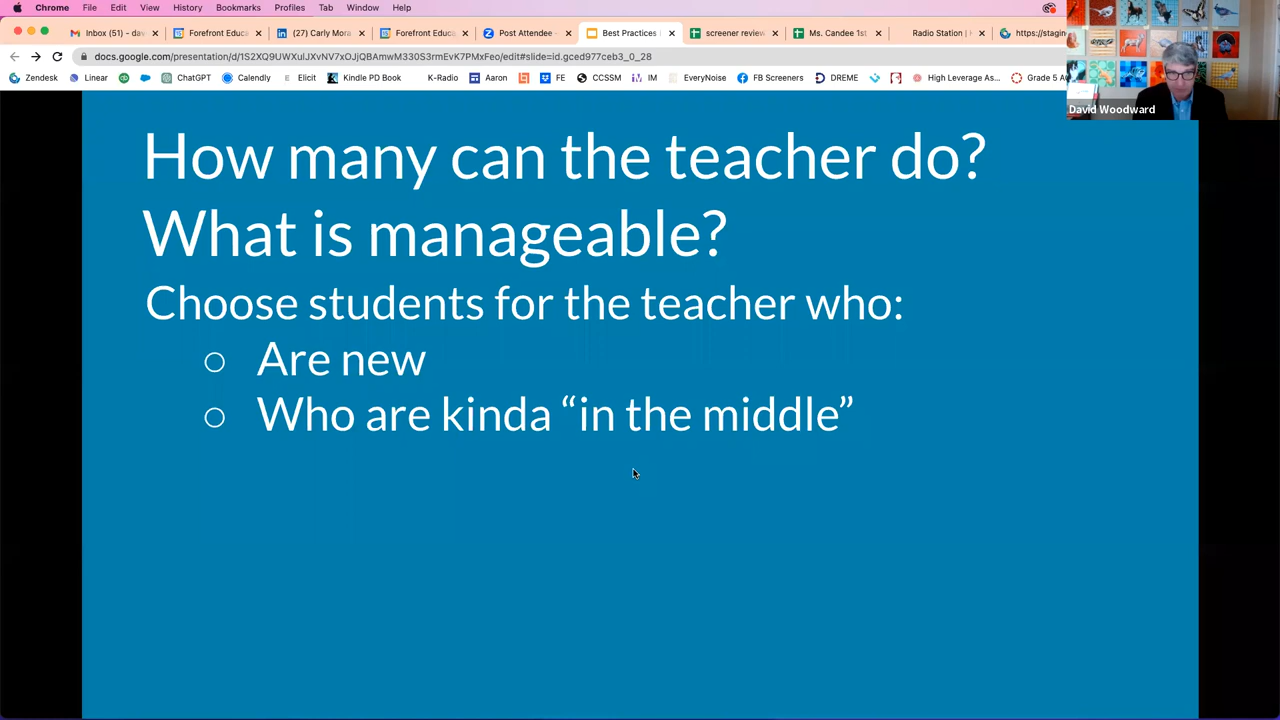 Chrome File Edit View History Bookmarks Profiles Tab Window Help
Inbox (51) - dav Forefront Educa (27) Carly Mora Forefront Educa Post Attendee - Best Practices screener review Ms. Candee 1st Radio Station | https://staging
docs.google.com/presentation/d/1S2XQ9UWXuIJXrNV7xOJjQBAmwMx330S3rmEvK7PMxFeo/edit#slide=id.gced977ceb3_0_28
Zendesk Linear ChatGPT Calendly Elicit Kindle PD Book K-Radio Aaron FE CCSSM IM EveryNoise FB Screeners DREME High Leverage As... Grade 5
David Woodward
How many can the teacher do?
What is manageable?
Choose students for the teacher who:
○ Are new
○ Who are kinda “in the middle”